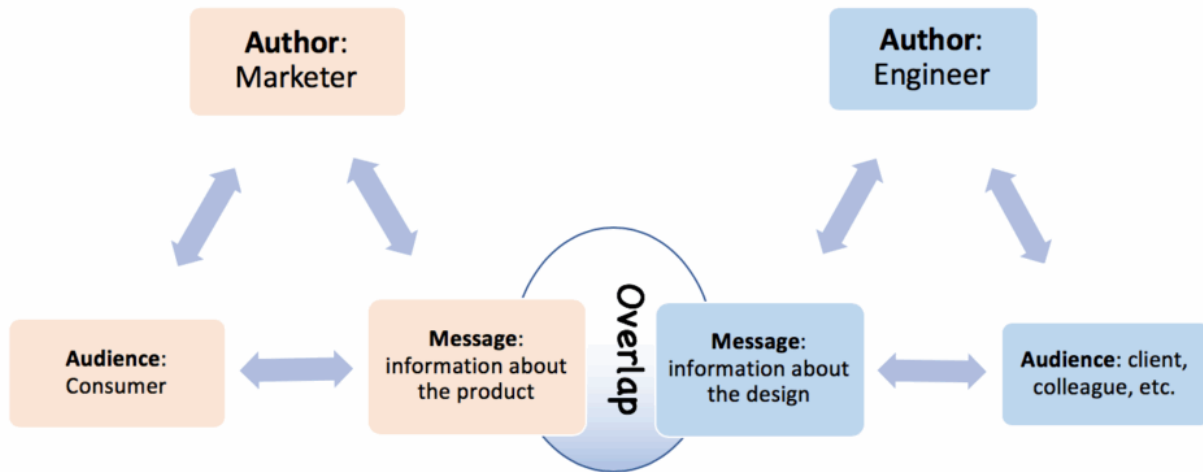 Author:
Marketer
Author:
Engineer
Audience:
Consumer
Message:
information about
the product
Overlap
Message:
information about
the design
Audience: client,
colleague, etc.